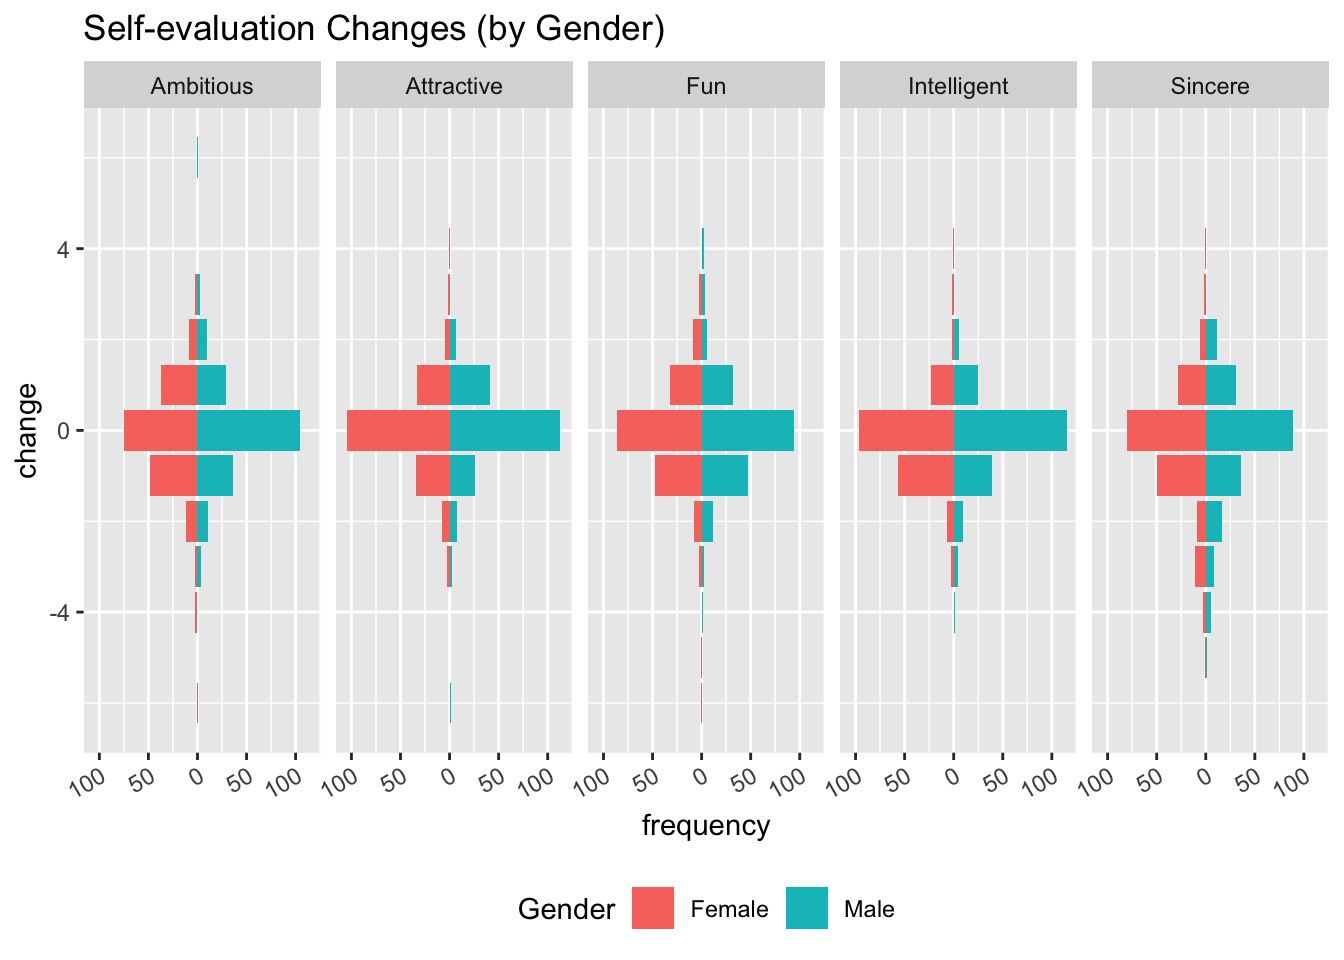 Self-evaluation Changes (by Gender)
Ambitious Attractive Fun Intelligent Sincere
change
4
0
-4
100 50 0 50 100 100 50 0 50 100 100 50 0 50 100 100 50 0 50 100 100 50 0 50 100
frequency
Gender Female Male